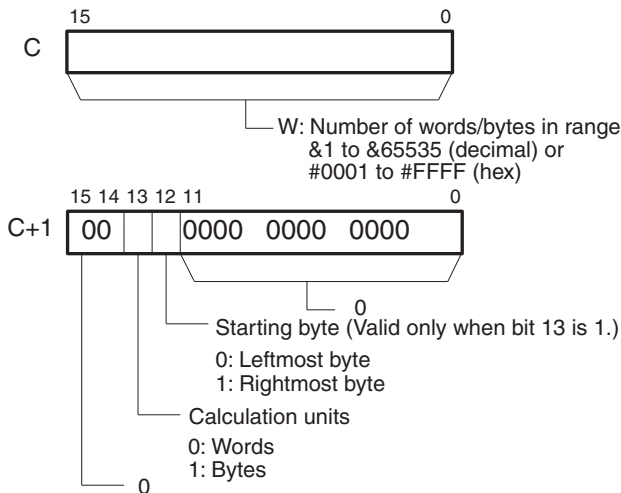 15 0
C
W: Number of words/bytes in range
&1 to &65535 (decimal) or
#0001 to #FFFF (hex)
15 14 13 12 11 0
C+1 00 0000 0000 0000
0
Starting byte (Valid only when bit 13 is 1.)
0: Leftmost byte
1: Rightmost byte
Calculation units
0: Words
1: Bytes
0